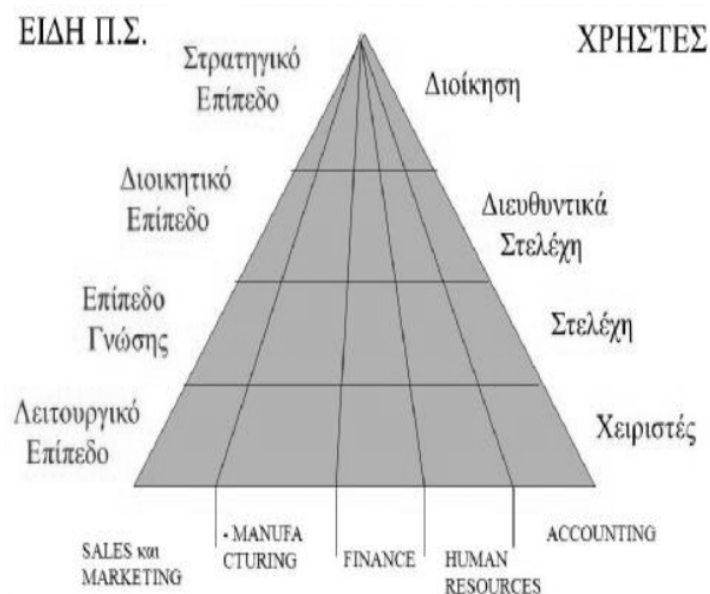 ΕΙΔΗ Π.Σ.
ΧΡΗΣΤΕΣ
Στρατηγικό
Επίπεδο
Διοίκηση
Διοικητικό
Επίπεδο
Διευθυντικά
Στελέχη
Επίπεδο
Γνώσης
Στελέχη
Λειτουργικό
Επίπεδο
Χειριστές
SALES και
MARKETING
- MANUFA
CTURING
FINANCE
HUMAN
RESOURCES
ACCOUNTING